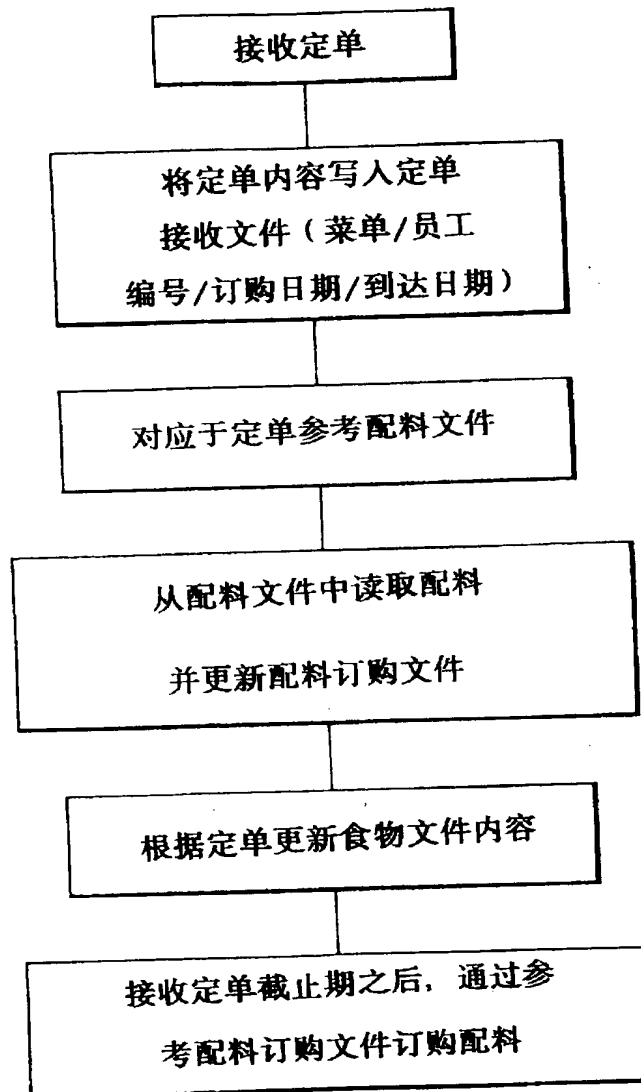 接收定单
将定单内容写入定单
接收文件（菜单/员工
编号/订购日期/到达日期）
对应于定单参考配料文件
从配料文件中读取配料
并更新配料订购文件
根据定单更新食物文件内容
接收定单截止期之后，通过参
考配料订购文件订购配料